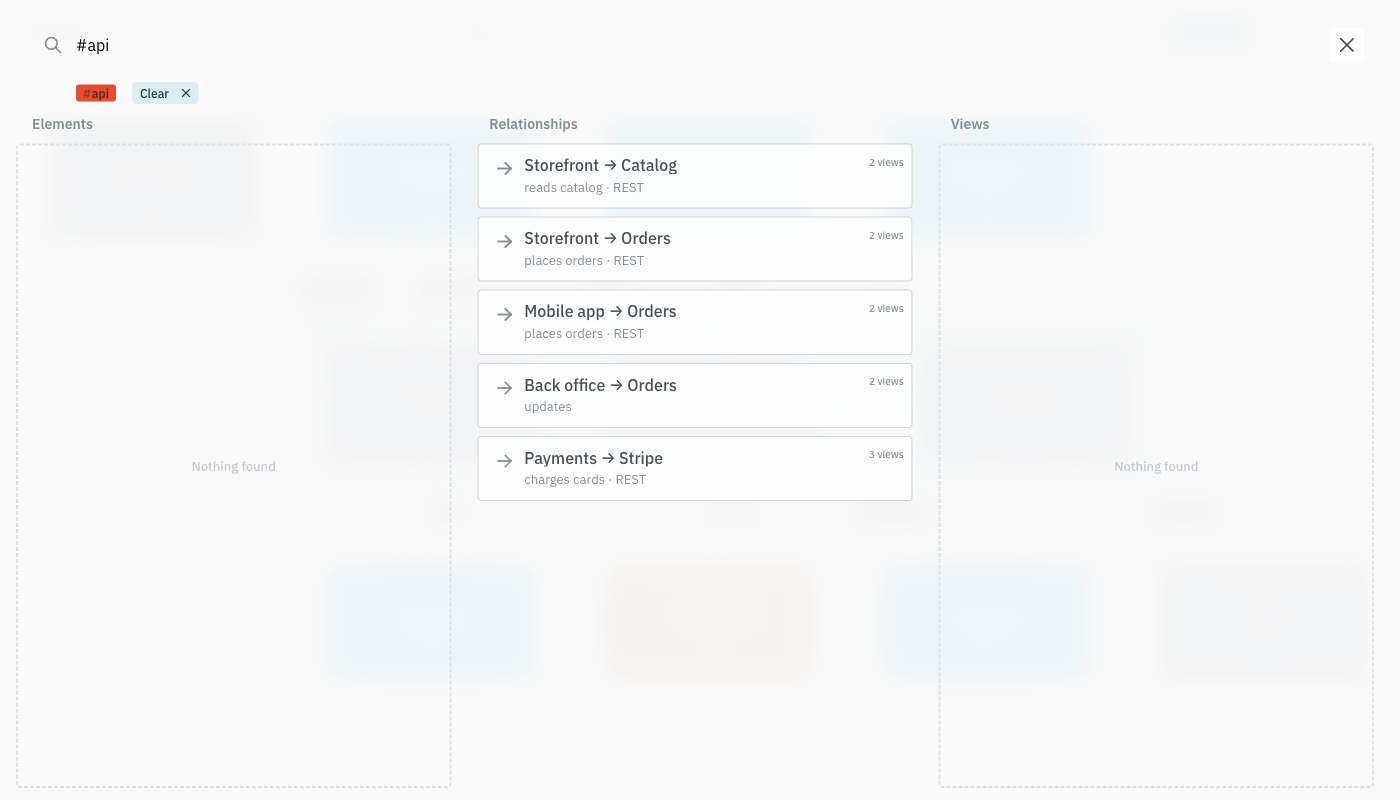 #api
#api
Clear
Elements
Nothing found
Relationships
Storefront → Catalog
2 views
reads catalog · REST
Storefront → Orders
2 views
places orders · REST
Mobile app → Orders
2 views
places orders · REST
Back office → Orders
2 views
updates
Payments → Stripe
3 views
charges cards · REST
Views
Nothing found